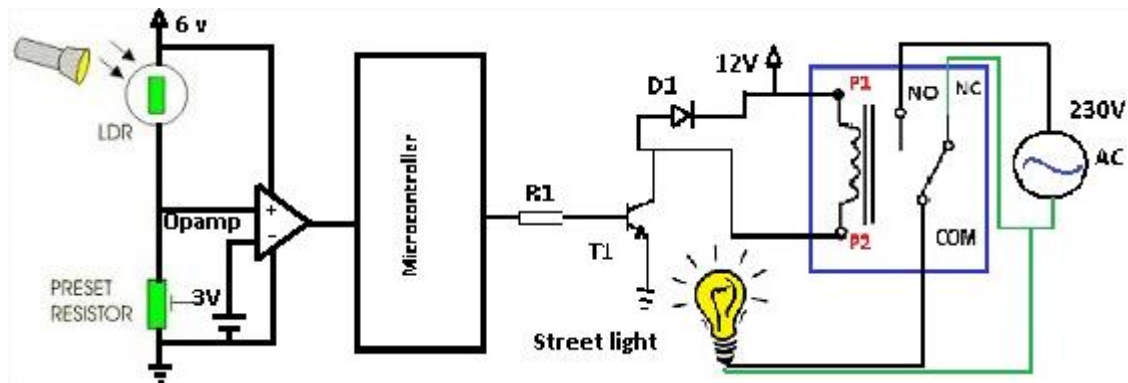 6 v
LDR
Opamp
+
−
PRESET
RESISTOR
3V
Microcontroller
R1
T1
D1
12V
P1
P2
NO
NC
COM
230V
AC
Street light